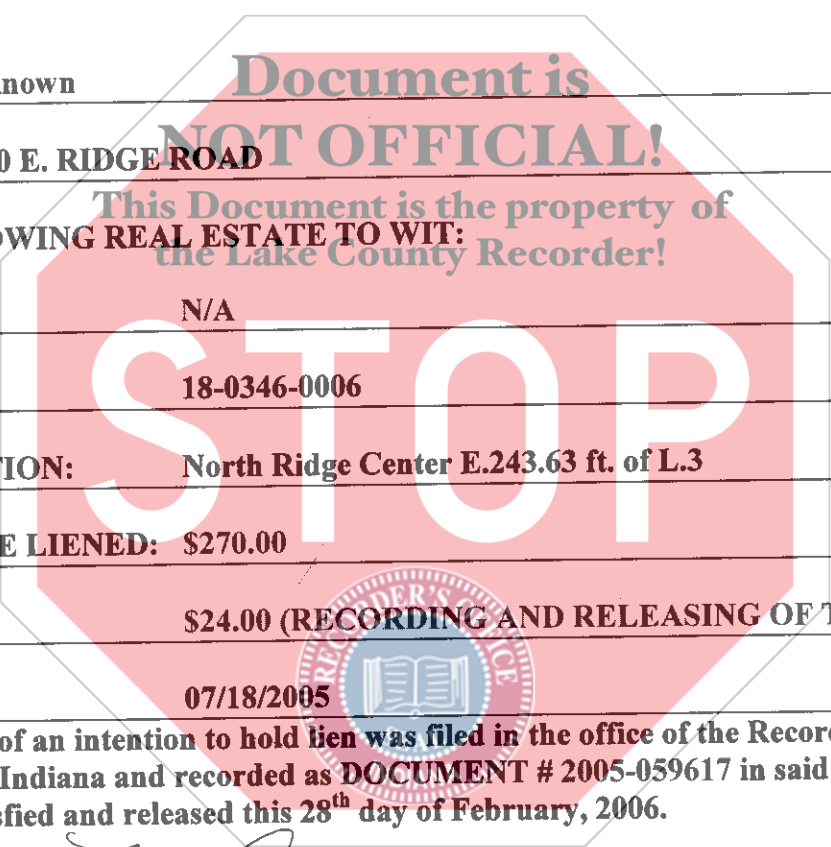 Document is
nown
NOT OFFICIAL!
0 E. RIDGE ROAD
This Document is the property of
OWING REAL ESTATE TO WIT:
the Lake County Recorder!
N/A
STOP
18-0346-0006
TION: North Ridge Center E.243.63 ft. of L.3
E LIENED: $270.00
$24.00 (RECORDING AND RELEASING OF T
RECORDER'S OFFICE
07/18/2005
of an intention to hold lien was filed in the office of the Recor
Indiana and recorded as DOCUMENT # 2005-059617 in said
sfied and released this 28th day of February, 2006.